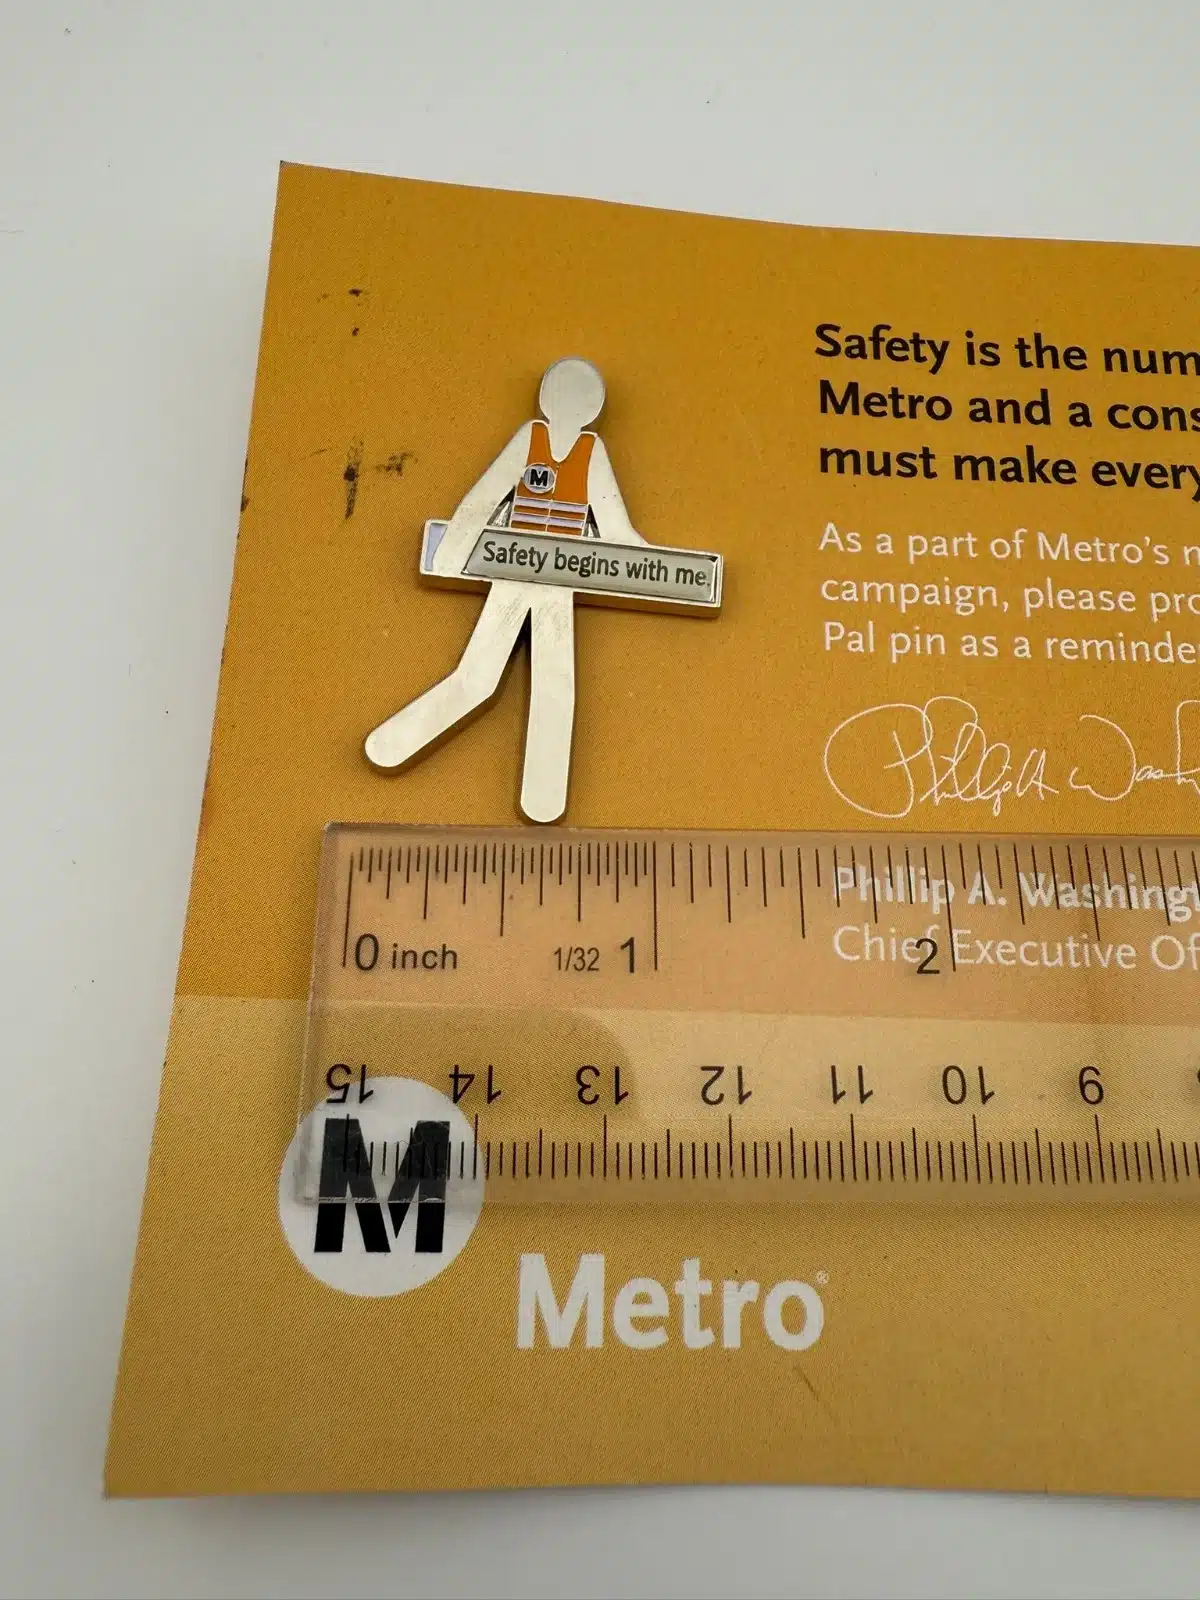 Safety is the num
Metro and a cons
must make every
As a part of Metro's n
campaign, please pro
Pal pin as a reminde
M
Safety begins with me.
Phillip A. Washingt
Chief Executive Of
0 inch 1/32 1 2
15 14 13 12 11 10 9
M
Metro®